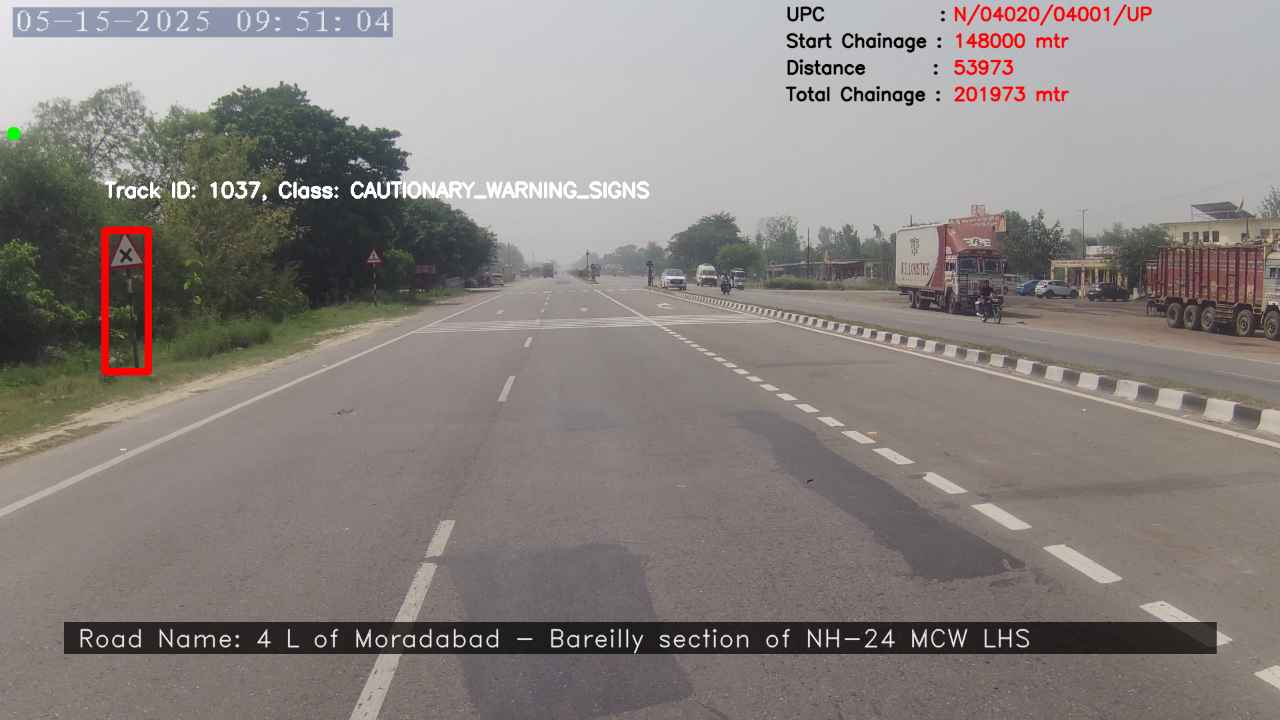 05-15-2025 09:51:04
UPC : N/04020/04001/UP
Start Chainage : 148000 mtr
Distance : 53973
Total Chainage : 201973 mtr
Track ID: 1037, Class: CAUTIONARY_WARNING_SIGNS
Road Name: 4 L of Moradabad - Bareilly section of NH-24 MCW LHS